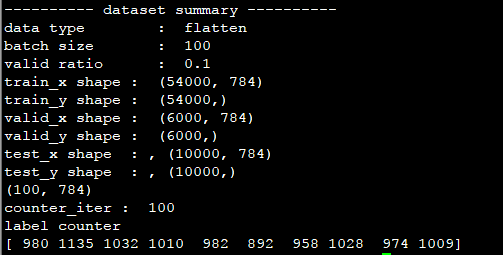 ---------- dataset summary ----------
data type        :  flatten
batch size       :  100
valid ratio      :  0.1
train_x shape :  (54000, 784)
train_y shape :  (54000,)
valid_x shape :  (6000, 784)
valid_y shape :  (6000,)
test_x shape  : , (10000, 784)
test_y shape  : , (10000,)
(100, 784)
counter_iter :  100
label counter
[ 980 1135 1032 1010  982  892  958 1028  974 1009]